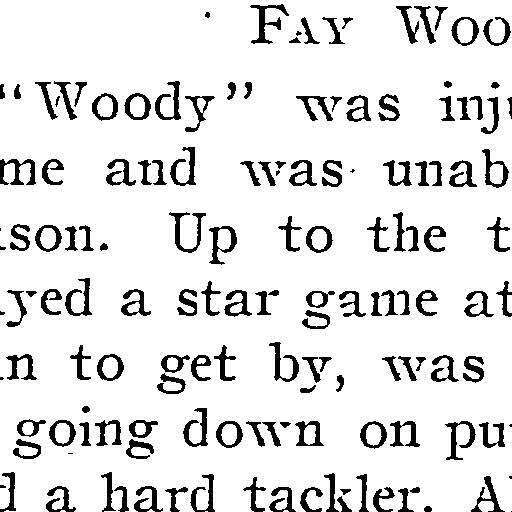 FAY WOO
"Woody" was inj
me and was unab
son. Up to the t
yed a star game at
n to get by, was
going down on pu
d a hard tackler. A